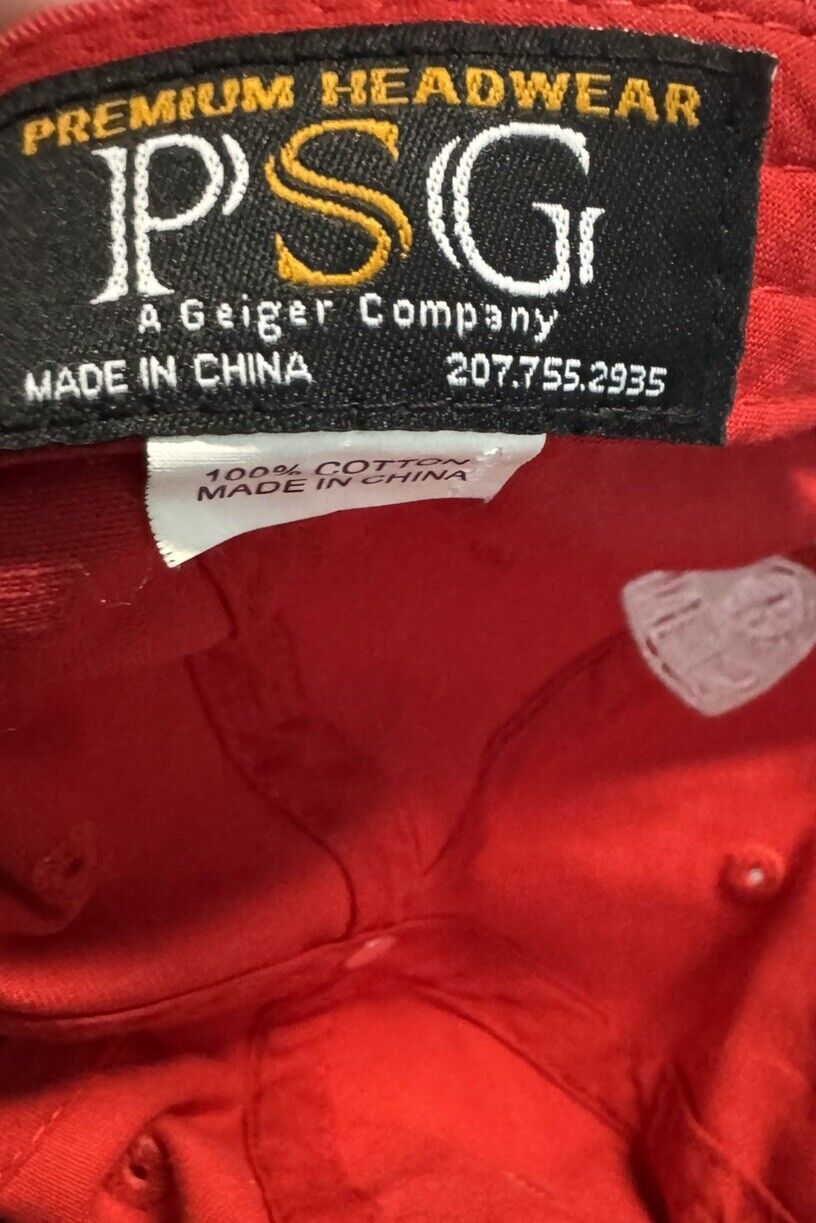 PREMIUM HEADWEAR
PSG
A Geiger Company
MADE IN CHINA 207.755.2935
100% COTTON
MADE IN CHINA